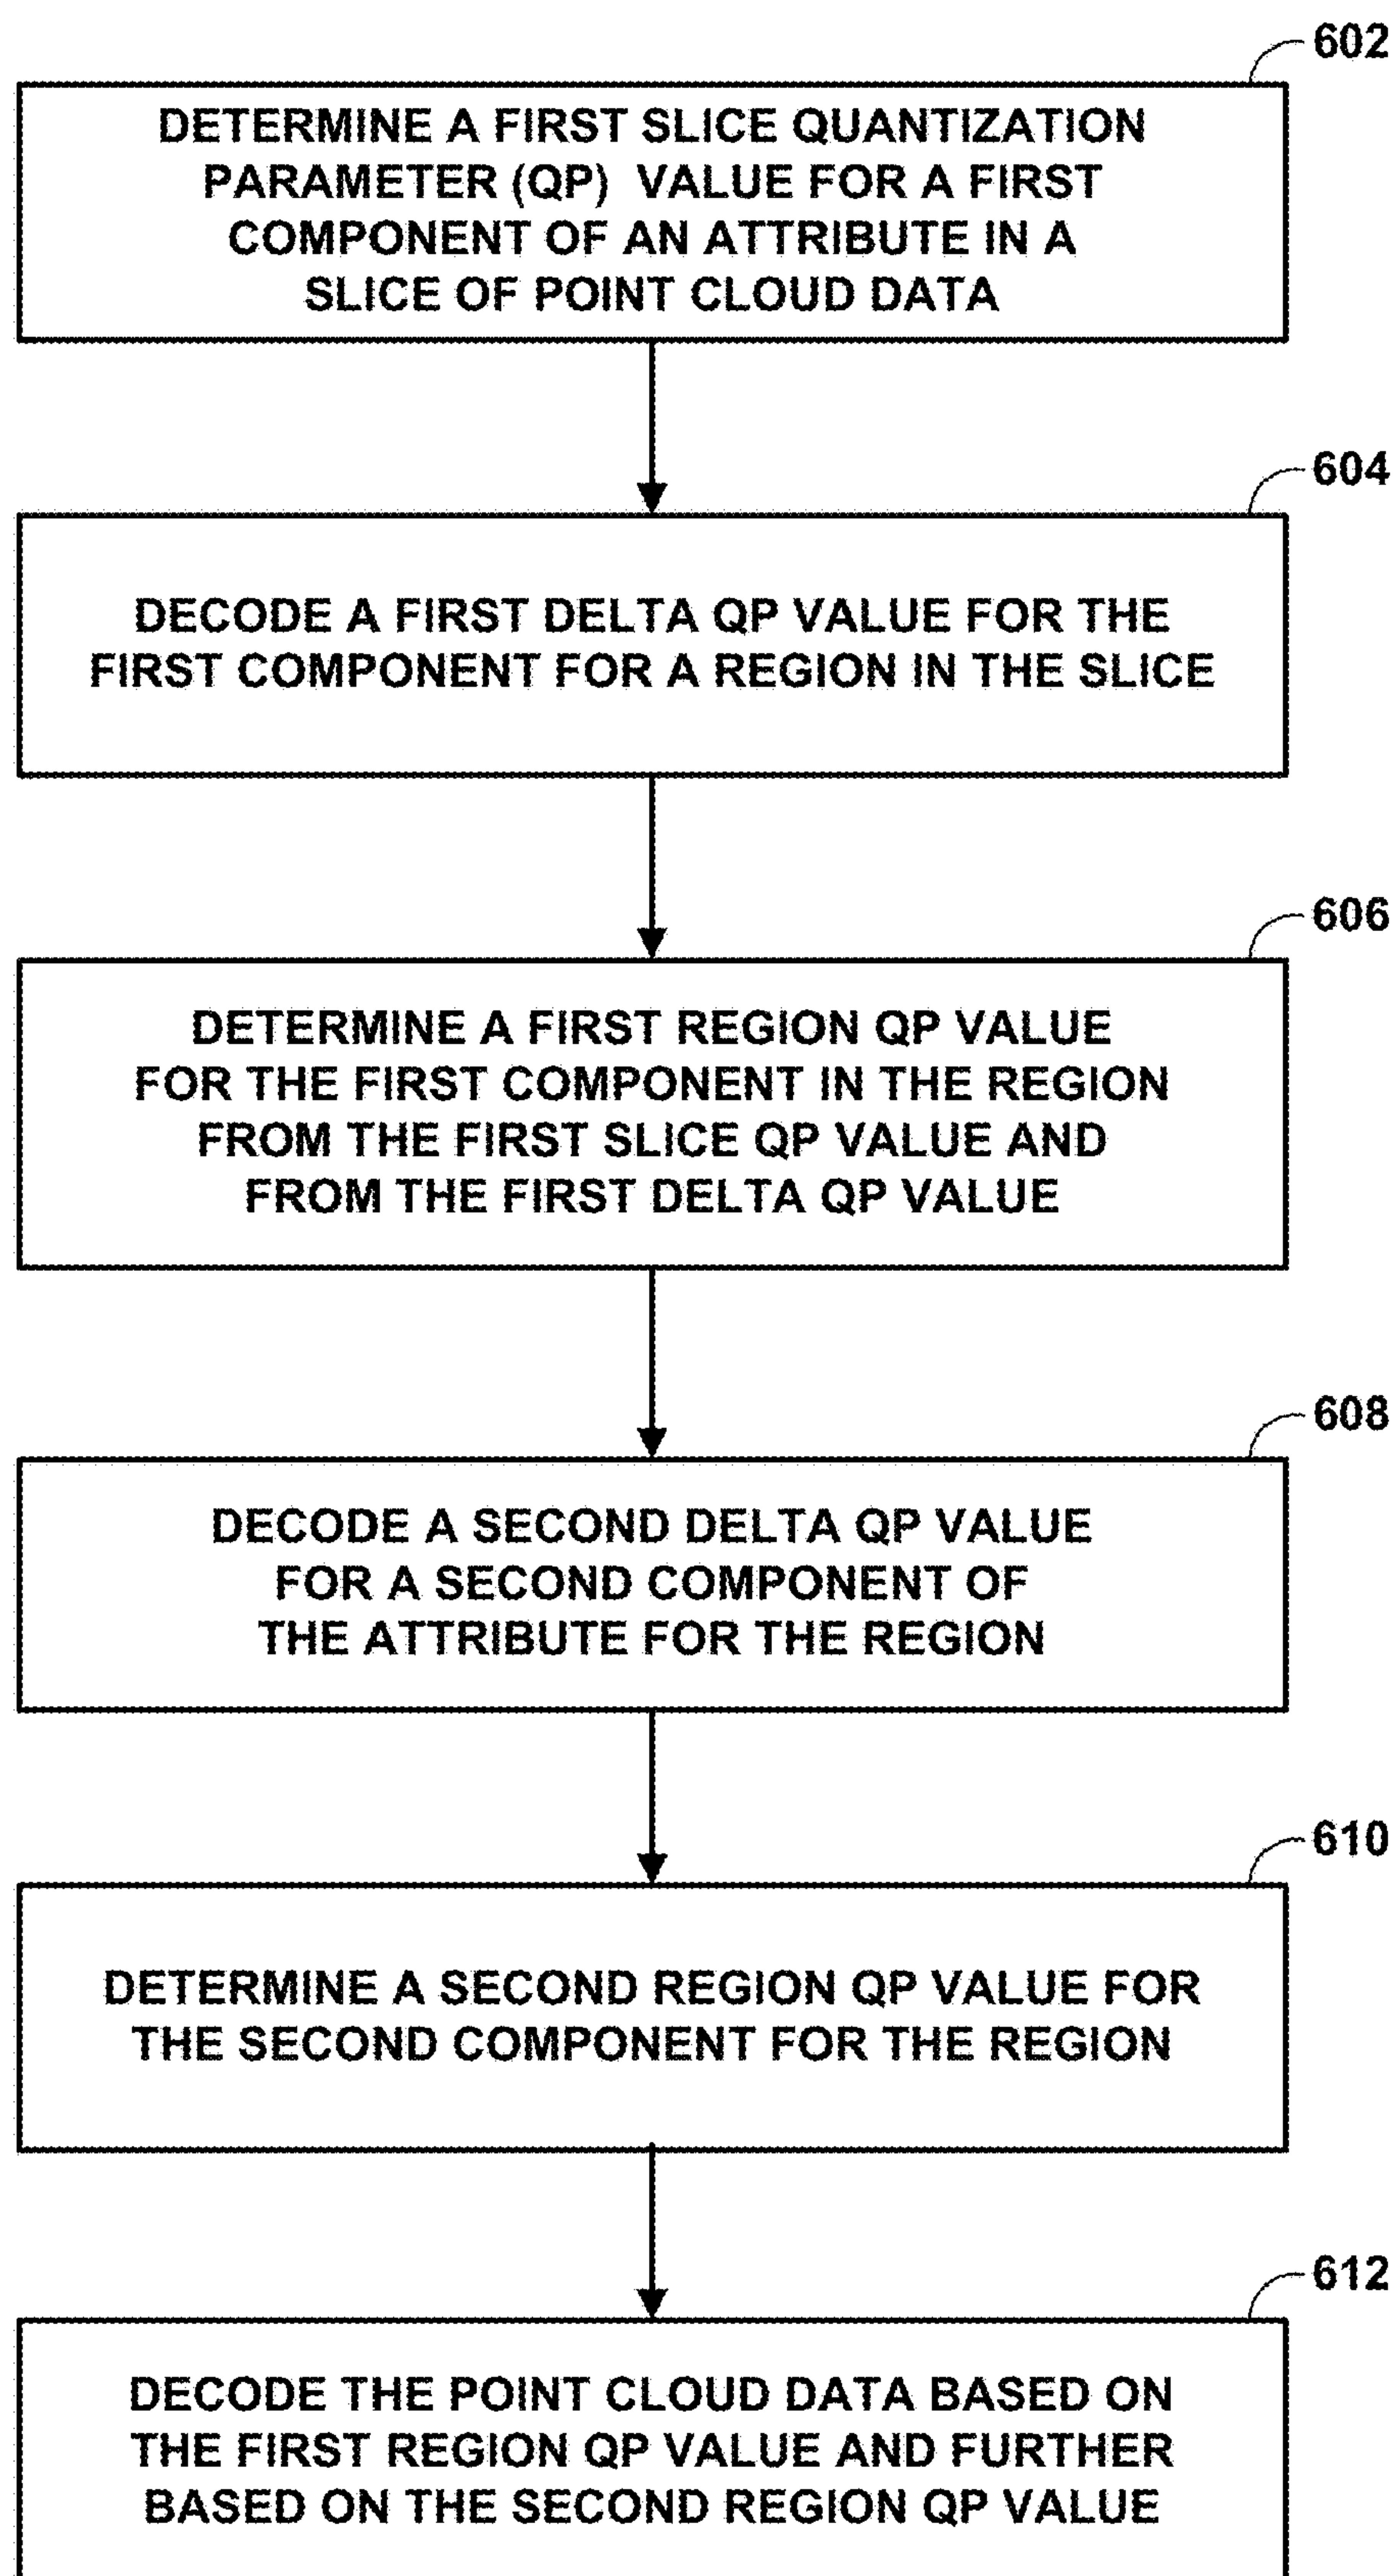 602
DETERMINE A FIRST SLICE QUANTIZATION
PARAMETER (QP) VALUE FOR A FIRST
COMPONENT OF AN ATTRIBUTE IN A
SLICE OF POINT CLOUD DATA
604
DECODE A FIRST DELTA QP VALUE FOR THE
FIRST COMPONENT FOR A REGION IN THE SLICE
606
DETERMINE A FIRST REGION QP VALUE
FOR THE FIRST COMPONENT IN THE REGION
FROM THE FIRST SLICE QP VALUE AND
FROM THE FIRST DELTA QP VALUE
608
DECODE A SECOND DELTA QP VALUE
FOR A SECOND COMPONENT OF
THE ATTRIBUTE FOR THE REGION
610
DETERMINE A SECOND REGION QP VALUE FOR
THE SECOND COMPONENT FOR THE REGION
612
DECODE THE POINT CLOUD DATA BASED ON
THE FIRST REGION QP VALUE AND FURTHER
BASED ON THE SECOND REGION QP VALUE